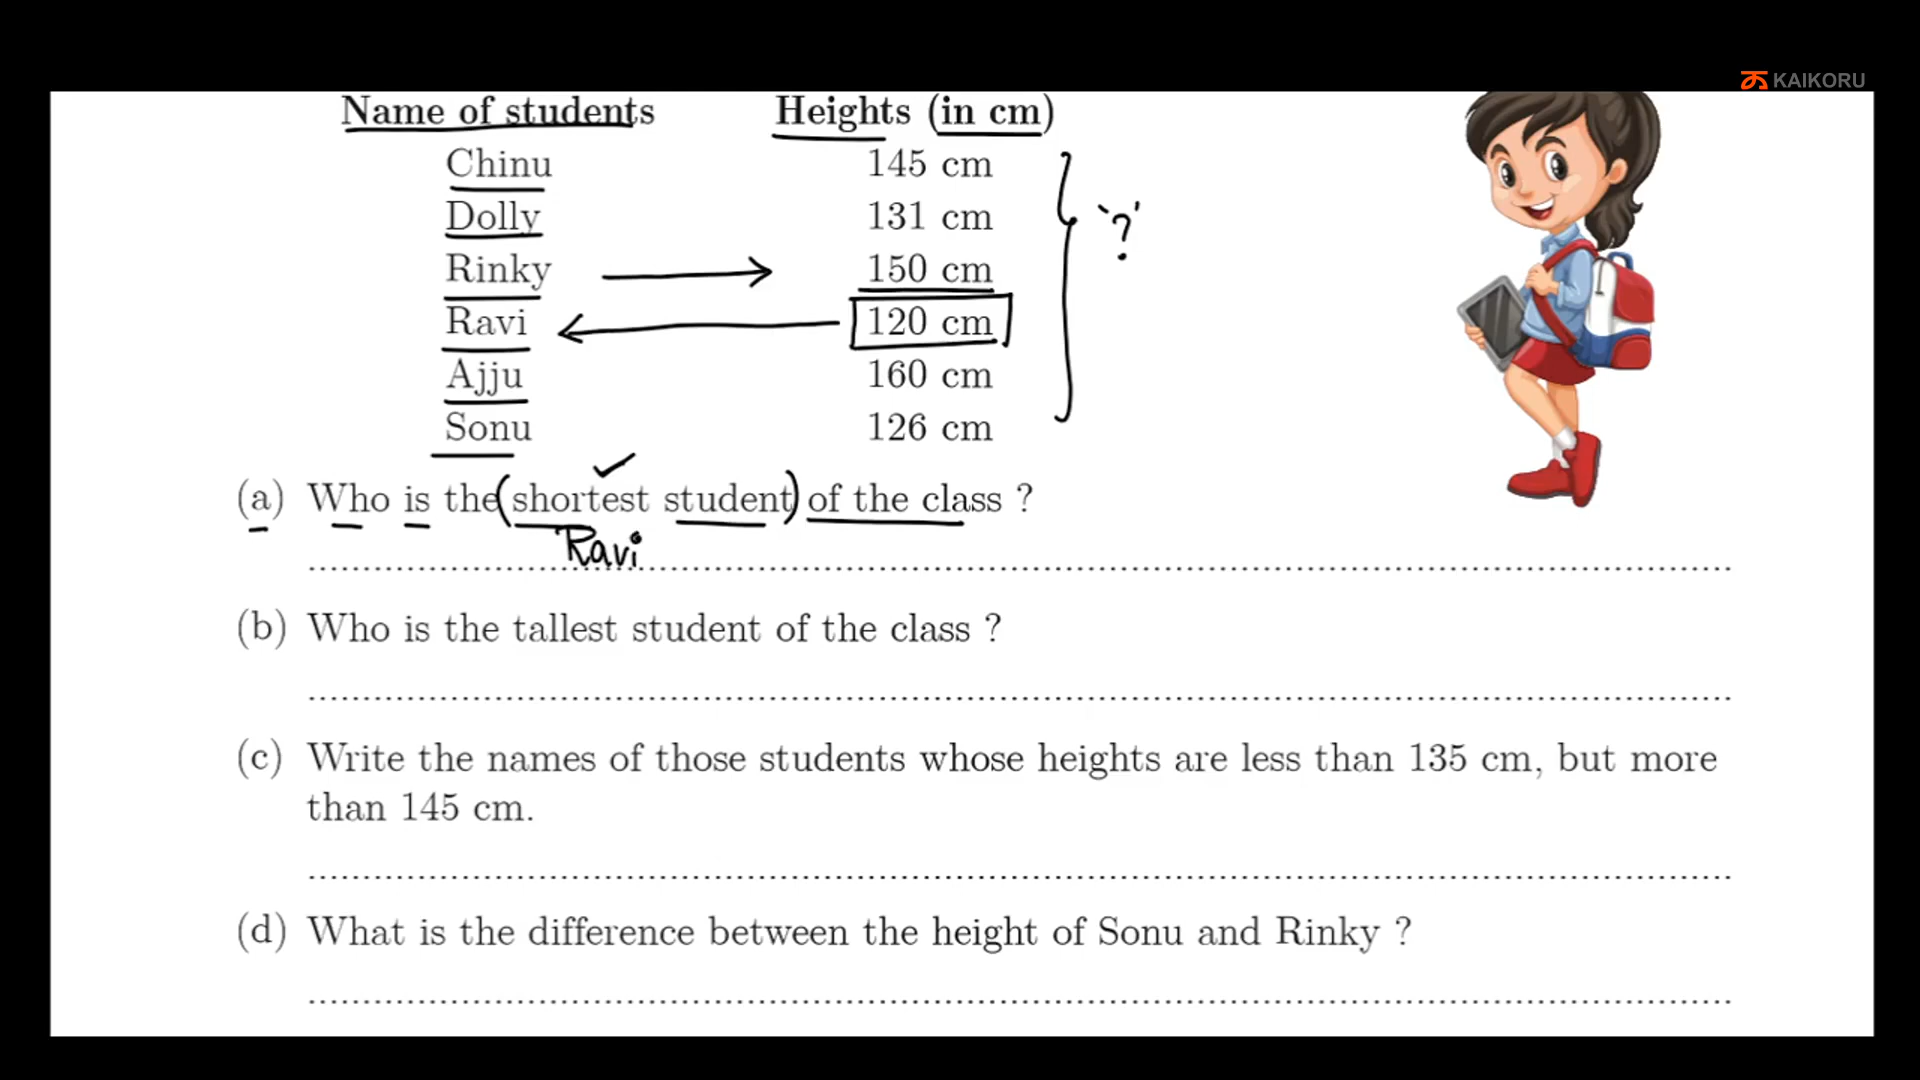 KAIKORU
Name of students Heights (in cm)
Chinu 145 cm
Dolly 131 cm
Rinky 150 cm
Ravi 120 cm
Ajju 160 cm
Sonu 126 cm
'?'
(a) Who is the (shortest student) of the class ?
Ravi
(b) Who is the tallest student of the class ?
(c) Write the names of those students whose heights are less than 135 cm, but more
than 145 cm.
(d) What is the difference between the height of Sonu and Rinky ?